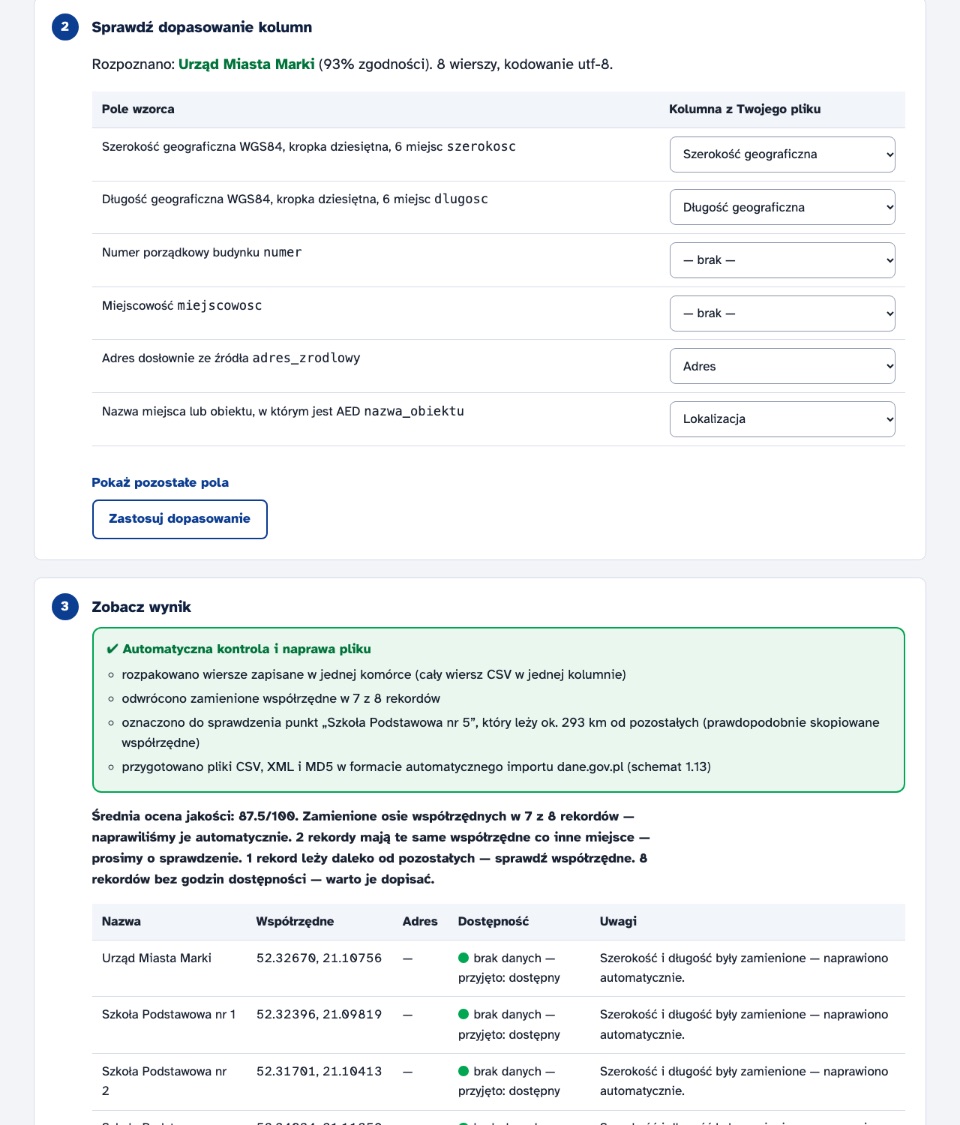 2 Sprawdź dopasowanie kolumn
Rozpoznano: Urząd Miasta Marki (93% zgodności). 8 wierszy, kodowanie utf-8.
Pole wzorca Kolumna z Twojego pliku
Szerokość geograficzna WGS84, kropka dziesiętna, 6 miejsc szerokosc Szerokość geograficzna
Długość geograficzna WGS84, kropka dziesiętna, 6 miejsc dlugosc Długość geograficzna
Numer porządkowy budynku numer — brak —
Miejscowość miejscowosc — brak —
Adres dosłownie ze źródła adres_zrodlowy Adres
Nazwa miejsca lub obiektu, w którym jest AED nazwa_obiektu Lokalizacja
Pokaż pozostałe pola
Zastosuj dopasowanie
3 Zobacz wynik
✔ Automatyczna kontrola i naprawa pliku
rozpakowano wiersze zapisane w jednej komórce (cały wiersz CSV w jednej kolumnie)
odwrócono zamienione współrzędne w 7 z 8 rekordów
oznaczono do sprawdzenia punkt „Szkoła Podstawowa nr 5”, który leży ok. 293 km od pozostałych (prawdopodobnie skopiowane
współrzędne)
przygotowano pliki CSV, XML i MD5 w formacie automatycznego importu dane.gov.pl (schemat 1.13)
Średnia ocena jakości: 87.5/100. Zamienione osie współrzędnych w 7 z 8 rekordów —
naprawiliśmy je automatycznie. 2 rekordy mają te same współrzędne co inne miejsce —
prosimy o sprawdzenie. 1 rekord leży daleko od pozostałych — sprawdź współrzędne. 8
rekordów bez godzin dostępności — warto je dopisać.
Nazwa Współrzędne Adres Dostępność Uwagi
Urząd Miasta Marki 52.32670, 21.10756 — brak danych — Szerokość i długość były zamienione — naprawiono
przyjęto: dostępny automatycznie.
Szkoła Podstawowa nr 1 52.32396, 21.09819 — brak danych — Szerokość i długość były zamienione — naprawiono
przyjęto: dostępny automatycznie.
Szkoła Podstawowa nr 52.31701, 21.10413 — brak danych — Szerokość i długość były zamienione — naprawiono
2 przyjęto: dostępny automatycznie.